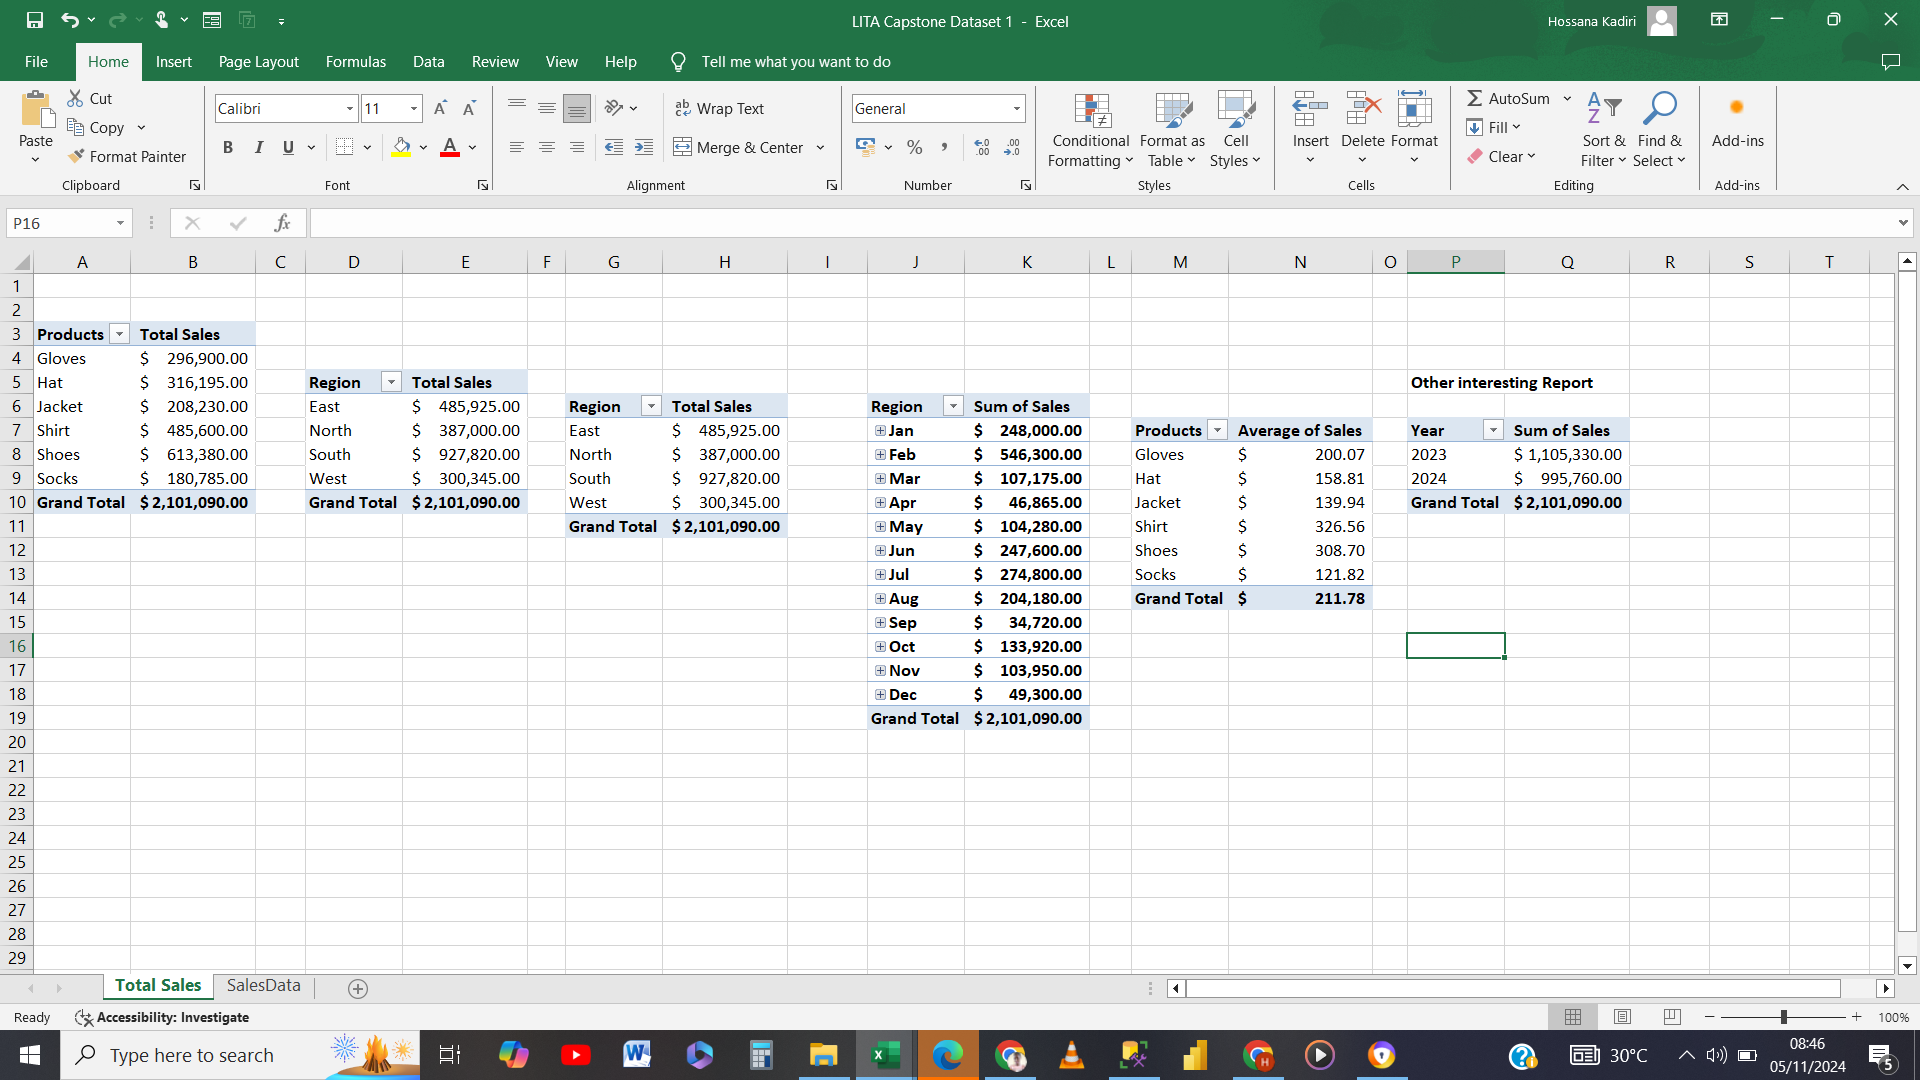 LITA Capstone Dataset 1 - Excel
Hossana Kadiri
File Home Insert Page Layout Formulas Data Review View Help Tell me what you want to do
Paste
Cut
Copy
Format Painter
Clipboard
Calibri 11
B I U
Font
Wrap Text
Merge & Center
Alignment
General
Number
Conditional Formatting
Format as Table
Cell Styles
Styles
Insert Delete Format
Cells
AutoSum
Fill
Clear
Sort & Filter
Find & Select
Editing
Add-ins
Add-ins
P16
fx
A B C D E F G H I J K L M N O P Q R S T
1
2
3 Products Total Sales
4 Gloves $ 296,900.00
5 Hat $ 316,195.00 Region Total Sales Other interesting Report
6 Jacket $ 208,230.00 East $ 485,925.00 Region Total Sales Region Sum of Sales
7 Shirt $ 485,600.00 North $ 387,000.00 East $ 485,925.00 Jan $ 248,000.00 Products Average of Sales Year Sum of Sales
8 Shoes $ 613,380.00 South $ 927,820.00 North $ 387,000.00 Feb $ 546,300.00 Gloves $ 200.07 2023 $ 1,105,330.00
9 Socks $ 180,785.00 West $ 300,345.00 South $ 927,820.00 Mar $ 107,175.00 Hat $ 158.81 2024 $ 995,760.00
10 Grand Total $ 2,101,090.00 Grand Total $ 2,101,090.00 West $ 300,345.00 Apr $ 46,865.00 Jacket $ 139.94 Grand Total $ 2,101,090.00
11 Grand Total $ 2,101,090.00 May $ 104,280.00 Shirt $ 326.56
12 Jun $ 247,600.00 Shoes $ 308.70
13 Jul $ 274,800.00 Socks $ 121.82
14 Aug $ 204,180.00 Grand Total $ 211.78
15 Sep $ 34,720.00
16 Oct $ 133,920.00
17 Nov $ 103,950.00
18 Dec $ 49,300.00
19 Grand Total $ 2,101,090.00
20
21
22
23
24
25
26
27
28
29
Total Sales SalesData
Ready Accessibility: Investigate 100%
Type here to search
30°C
08:46
05/11/2024
5